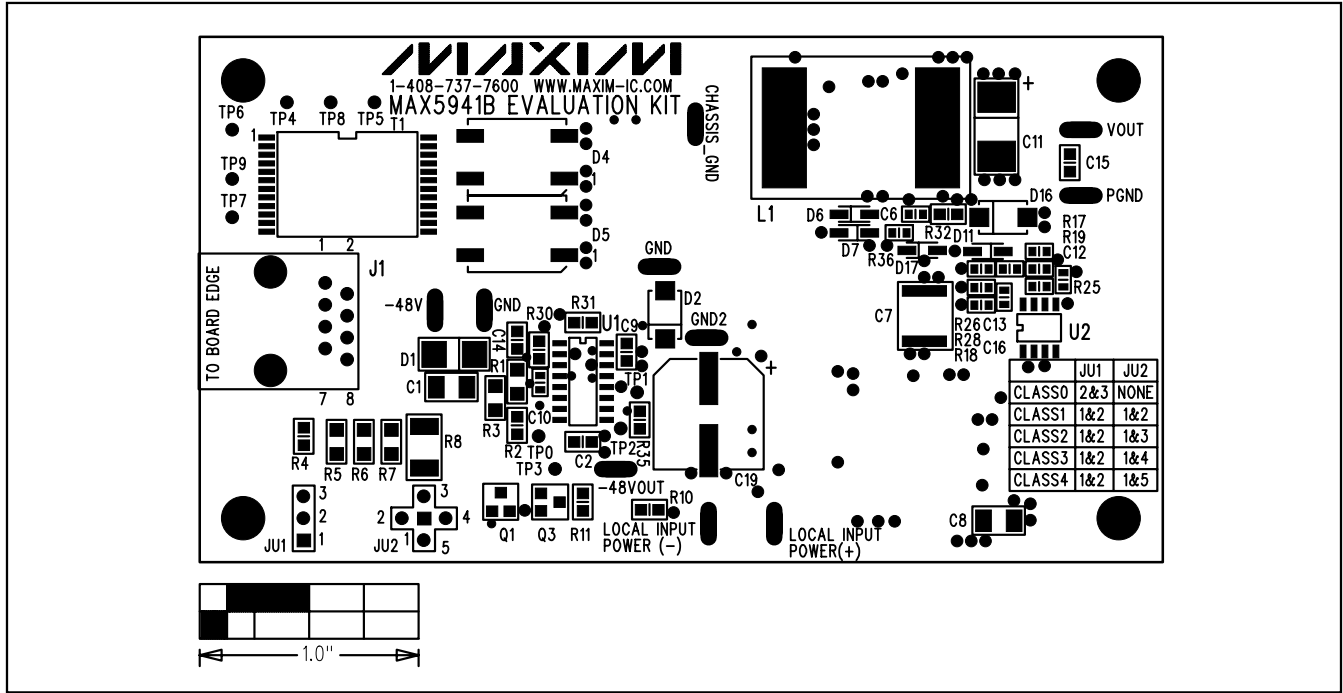 MAXIM
1-408-737-7600 WWW.MAXIM-IC.COM
MAX5941B EVALUATION KIT
CHASSIS_GND
TP6
TP4
TP8
TP5
T1
1
TP9
TP7
1 2
D4
1
D5
1
L1
+
C11
VOUT
C15
PGND
D16
D6
C6
R32
D11
R17
R19
C12
D7
R36
D17
R25
J1
TO BOARD EDGE
7 8
-48V
GND
GND
D2
GND2
R30
R31
U1
C9
C14
D1
R1
C1
TP1
+
C7
R26
C13
R28
R18
C16
U2
R3
C10
R2
TP0
C2
TP2
R35
TP3
-48VOUT
C19
R4
R5
R6
R7
R8
JU1 JU2
CLASS0 2&3 NONE
CLASS1 1&2 1&2
CLASS2 1&2 1&3
CLASS3 1&2 1&4
CLASS4 1&2 1&5
3
2
1
JU1
3
2
4
1
5
JU2
Q1
Q3
R11
R10
LOCAL INPUT
POWER (-)
LOCAL INPUT
POWER(+)
C8
1.0"